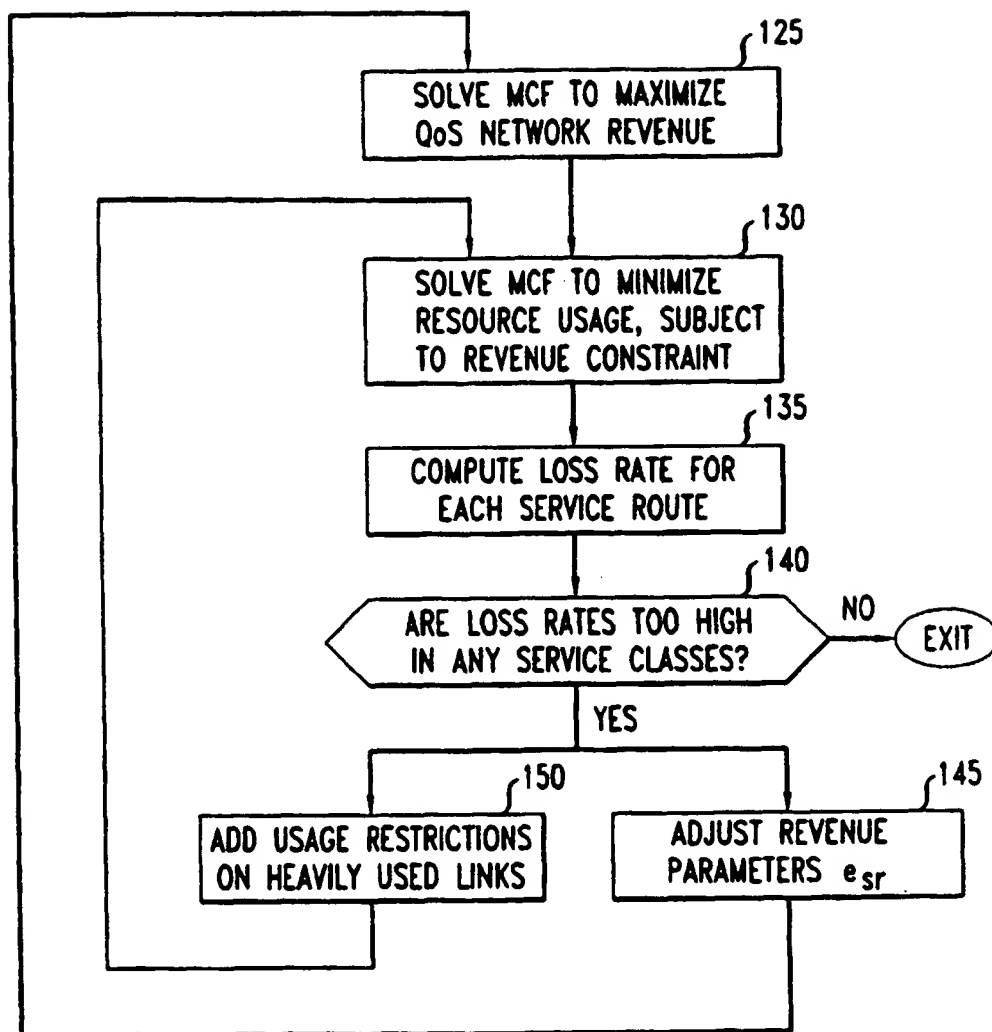 125
SOLVE MCF TO MAXIMIZE
QoS NETWORK REVENUE
130
SOLVE MCF TO MINIMIZE
RESOURCE USAGE, SUBJECT
TO REVENUE CONSTRAINT
135
COMPUTE LOSS RATE FOR
EACH SERVICE ROUTE
140
ARE LOSS RATES TOO HIGH
IN ANY SERVICE CLASSES?
NO
EXIT
YES
150
ADD USAGE RESTRICTIONS
ON HEAVILY USED LINKS
145
ADJUST REVENUE
PARAMETERS e_sr